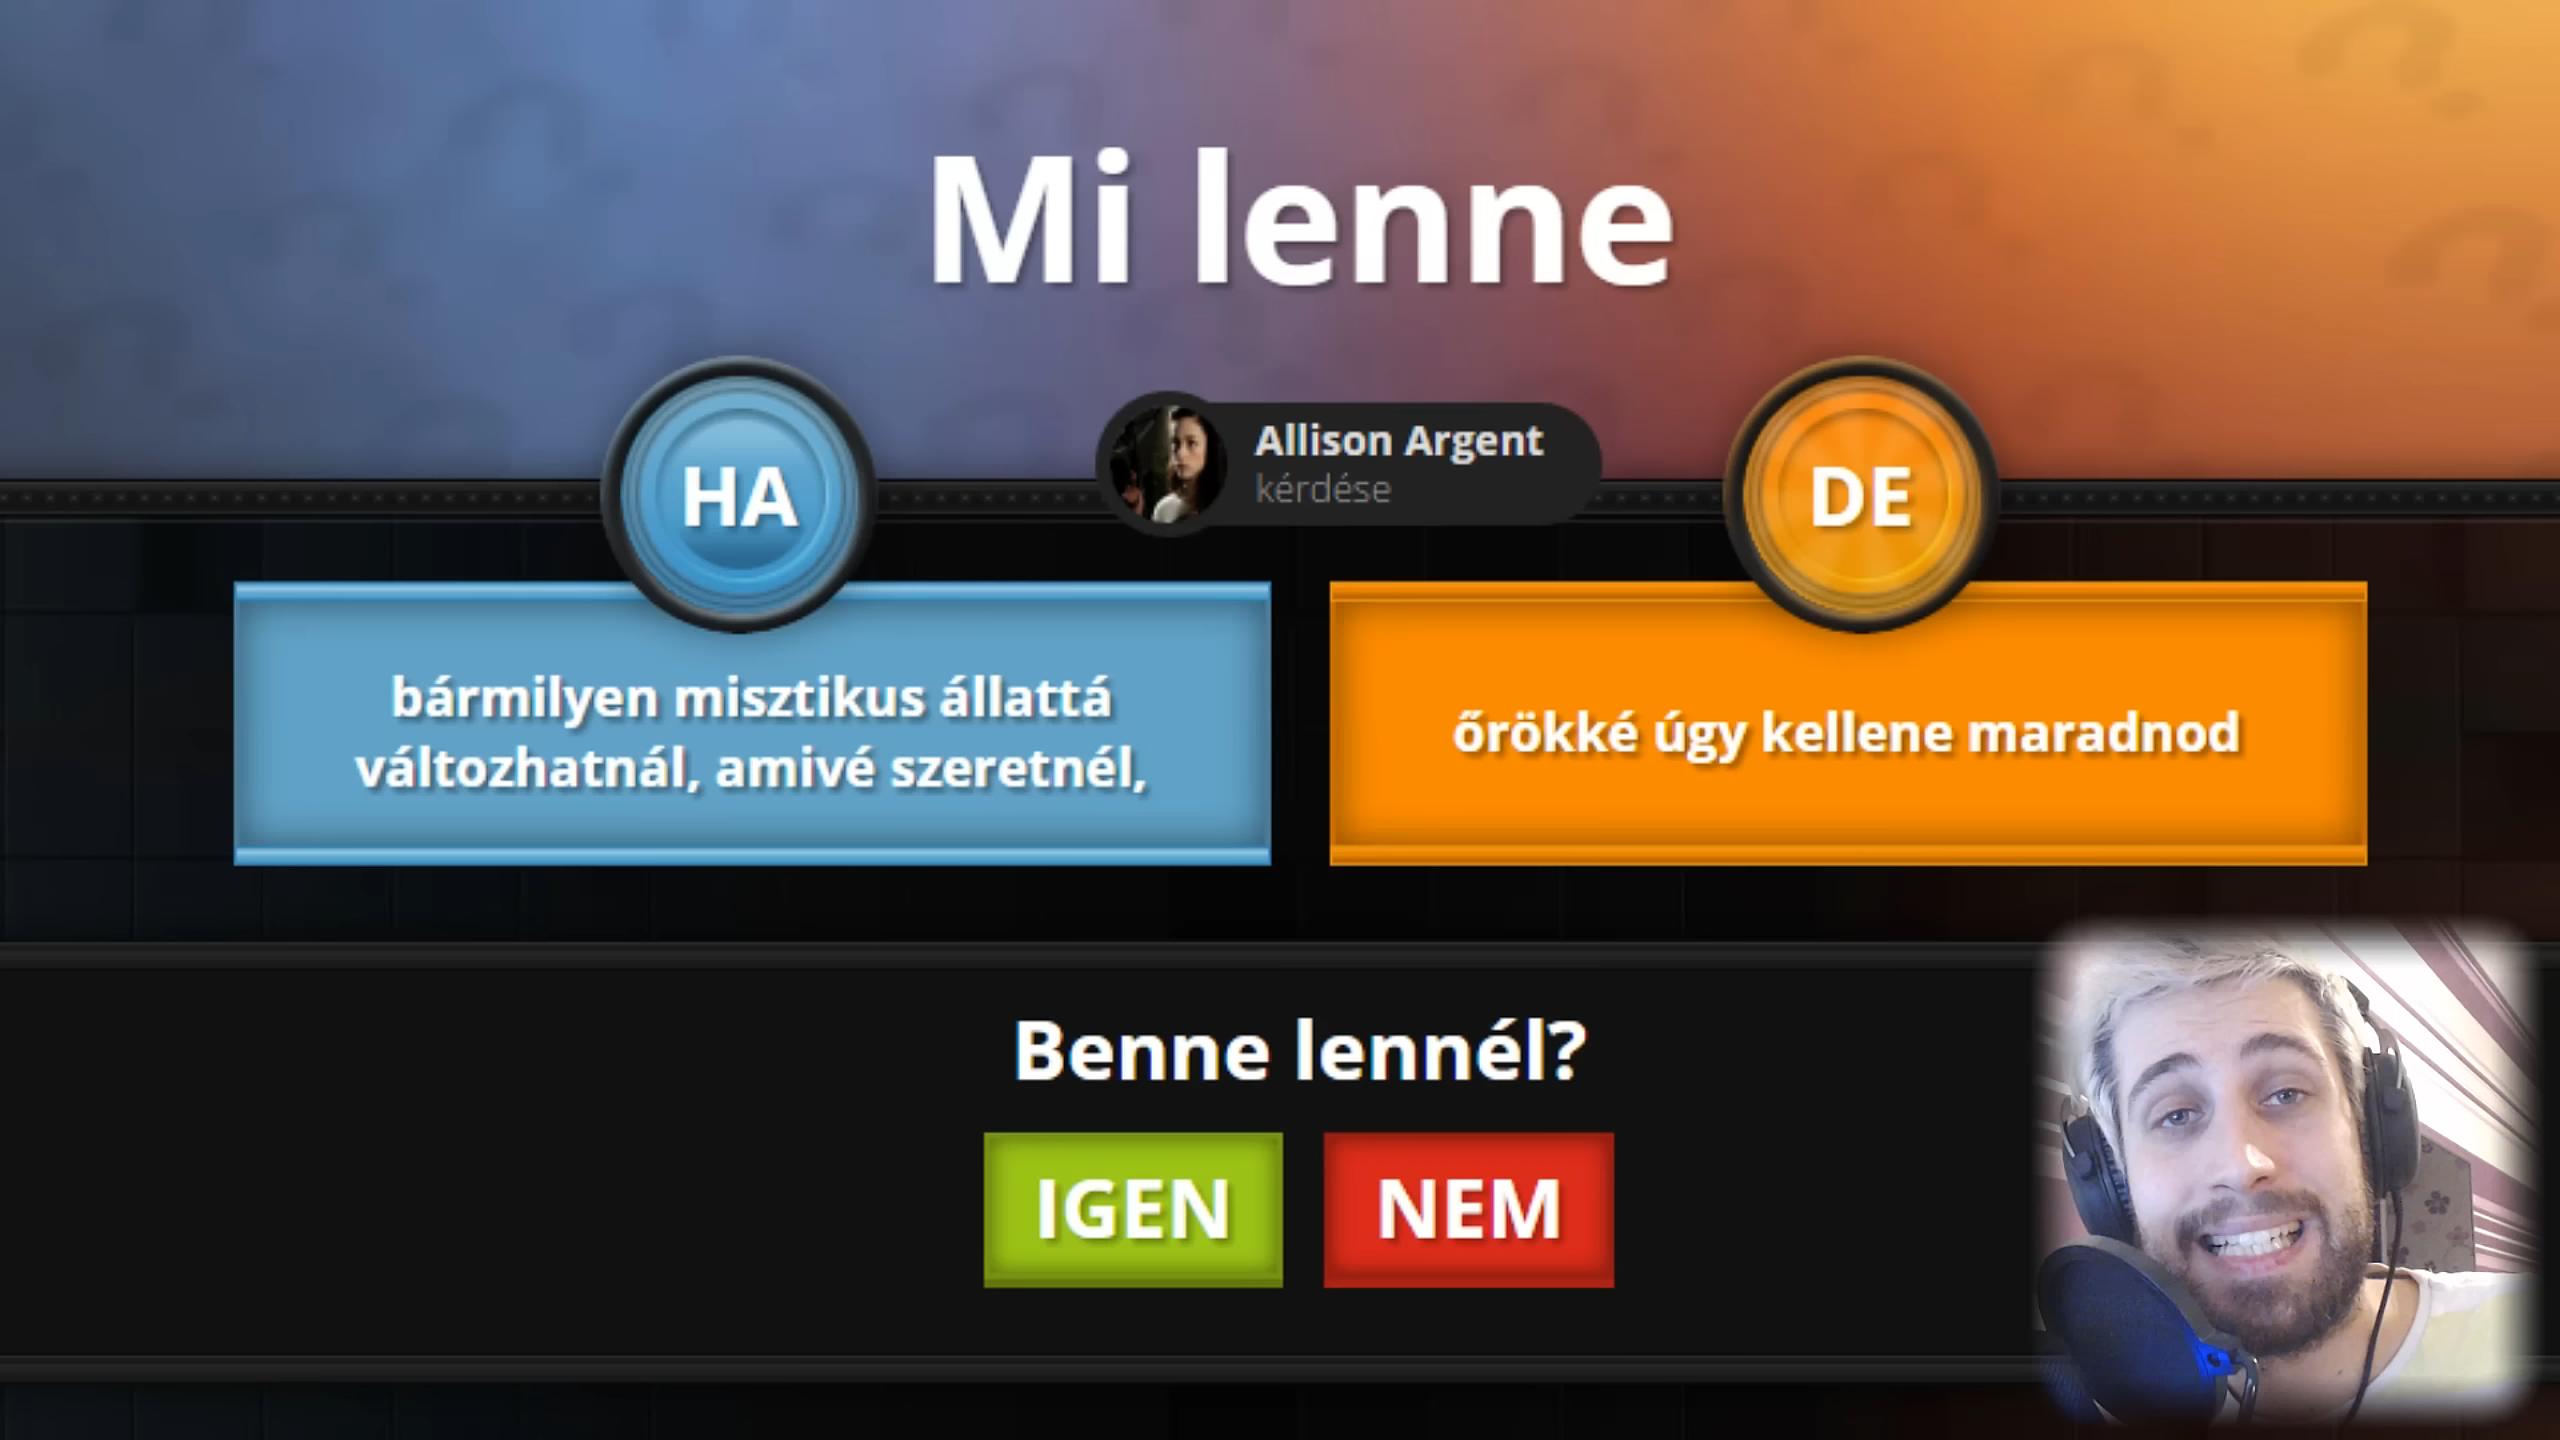 Mi lenne
HA
Allison Argent
kérdése
DE
bármilyen misztikus állattá
változhatnál, amivé szeretnél,
őrökké úgy kellene maradnod
Benne lennél?
IGEN
NEM